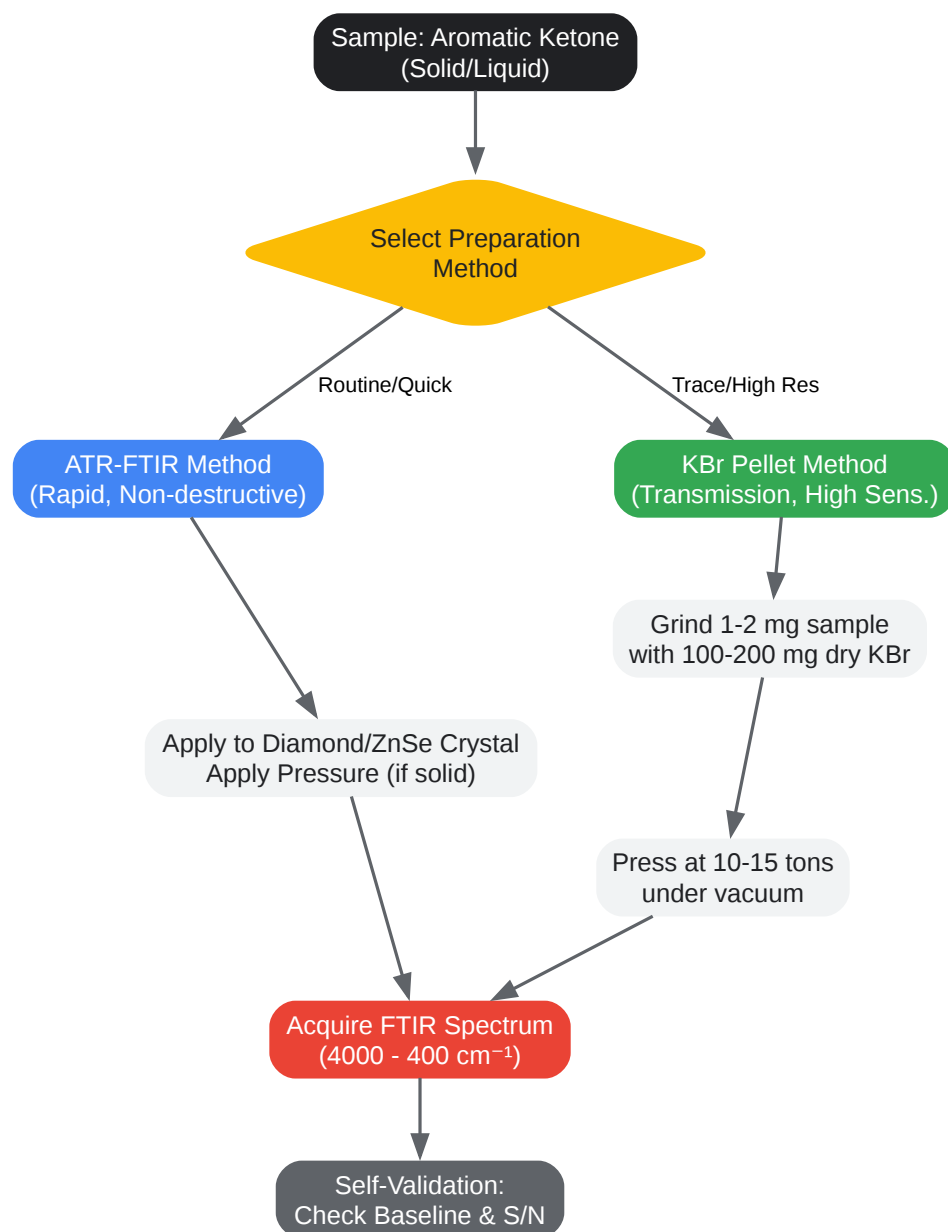 Sample: Aromatic Ketone
(Solid/Liquid)
Select Preparation
Method
Routine/Quick
Trace/High Res
ATR-FTIR Method
(Rapid, Non-destructive)
KBr Pellet Method
(Transmission, High Sens.)
Grind 1-2 mg sample
with 100-200 mg dry KBr
Apply to Diamond/ZnSe Crystal
Apply Pressure (if solid)
Press at 10-15 tons
under vacuum
Acquire FTIR Spectrum
(4000 - 400 cm⁻¹)
Self-Validation:
Check Baseline & S/N